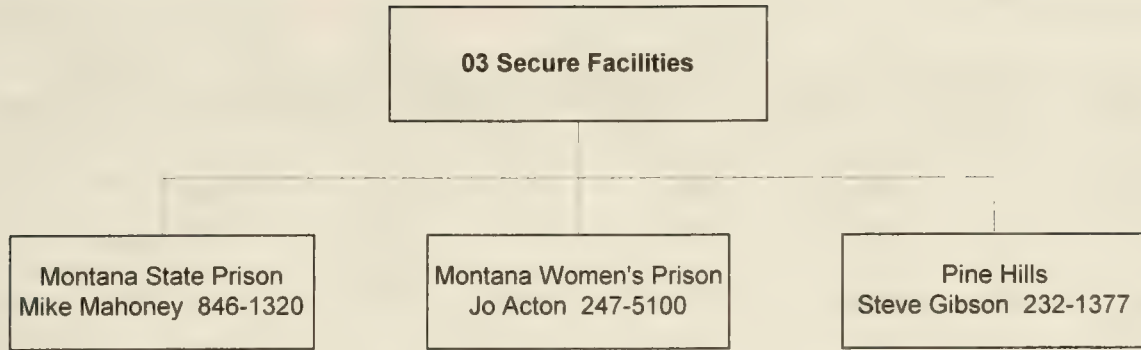 03 Secure Facilities
Montana State Prison
Mike Mahoney 846-1320
Montana Women's Prison
Jo Acton 247-5100
Pine Hills
Steve Gibson 232-1377